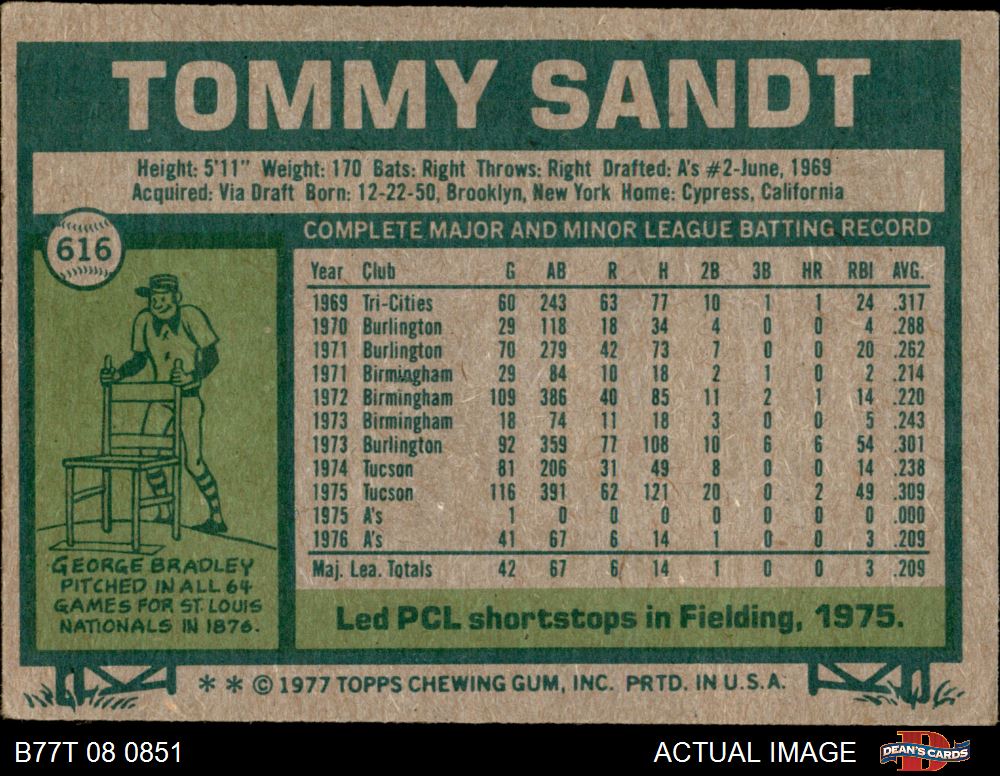 TOMMY SANDT
Height: 5'11" Weight: 170 Bats: Right Throws: Right Drafted: A's #2-June, 1969
Acquired: Via Draft Born: 12-22-50, Brooklyn, New York Home: Cypress, California
616
COMPLETE MAJOR AND MINOR LEAGUE BATTING RECORD
Year Club G AB R H 2B 3B HR RBI AVG.
1969 Tri-Cities 60 243 63 77 10 1 1 24 .317
1970 Burlington 29 118 18 34 4 0 0 4 .288
1971 Burlington 70 279 42 73 7 0 0 20 .262
1971 Birmingham 29 84 10 18 2 1 0 2 .214
1972 Birmingham 109 386 40 85 11 2 1 14 .220
1973 Birmingham 18 74 11 18 3 0 0 5 .243
1973 Burlington 92 359 77 108 10 6 6 54 .301
1974 Tucson 81 206 31 49 8 0 0 14 .238
1975 Tucson 116 391 62 121 20 0 2 49 .309
1975 A's 1 0 0 0 0 0 0 0 .000
1976 A's 41 67 6 14 1 0 0 3 .209
Maj. Lea. Totals 42 67 6 14 1 0 0 3 .209
GEORGE BRADLEY
PITCHED IN ALL 64
GAMES FOR ST. LOUIS
NATIONALS IN 1876.
Led PCL shortstops in Fielding, 1975.
* * © 1977 TOPPS CHEWING GUM, INC. PRTD. IN U.S.A.
B77T 08 0851
ACTUAL IMAGE
D
DEAN'S CARDS